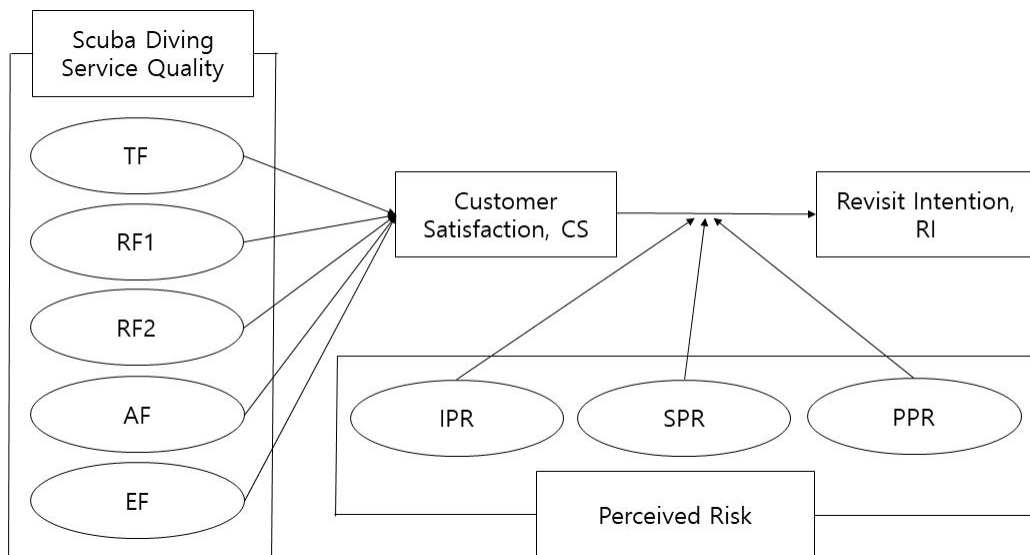 Scuba Diving
Service Quality
TF
RF1
RF2
AF
EF
Customer
Satisfaction, CS
Revisit Intention,
RI
IPR
SPR
PPR
Perceived Risk